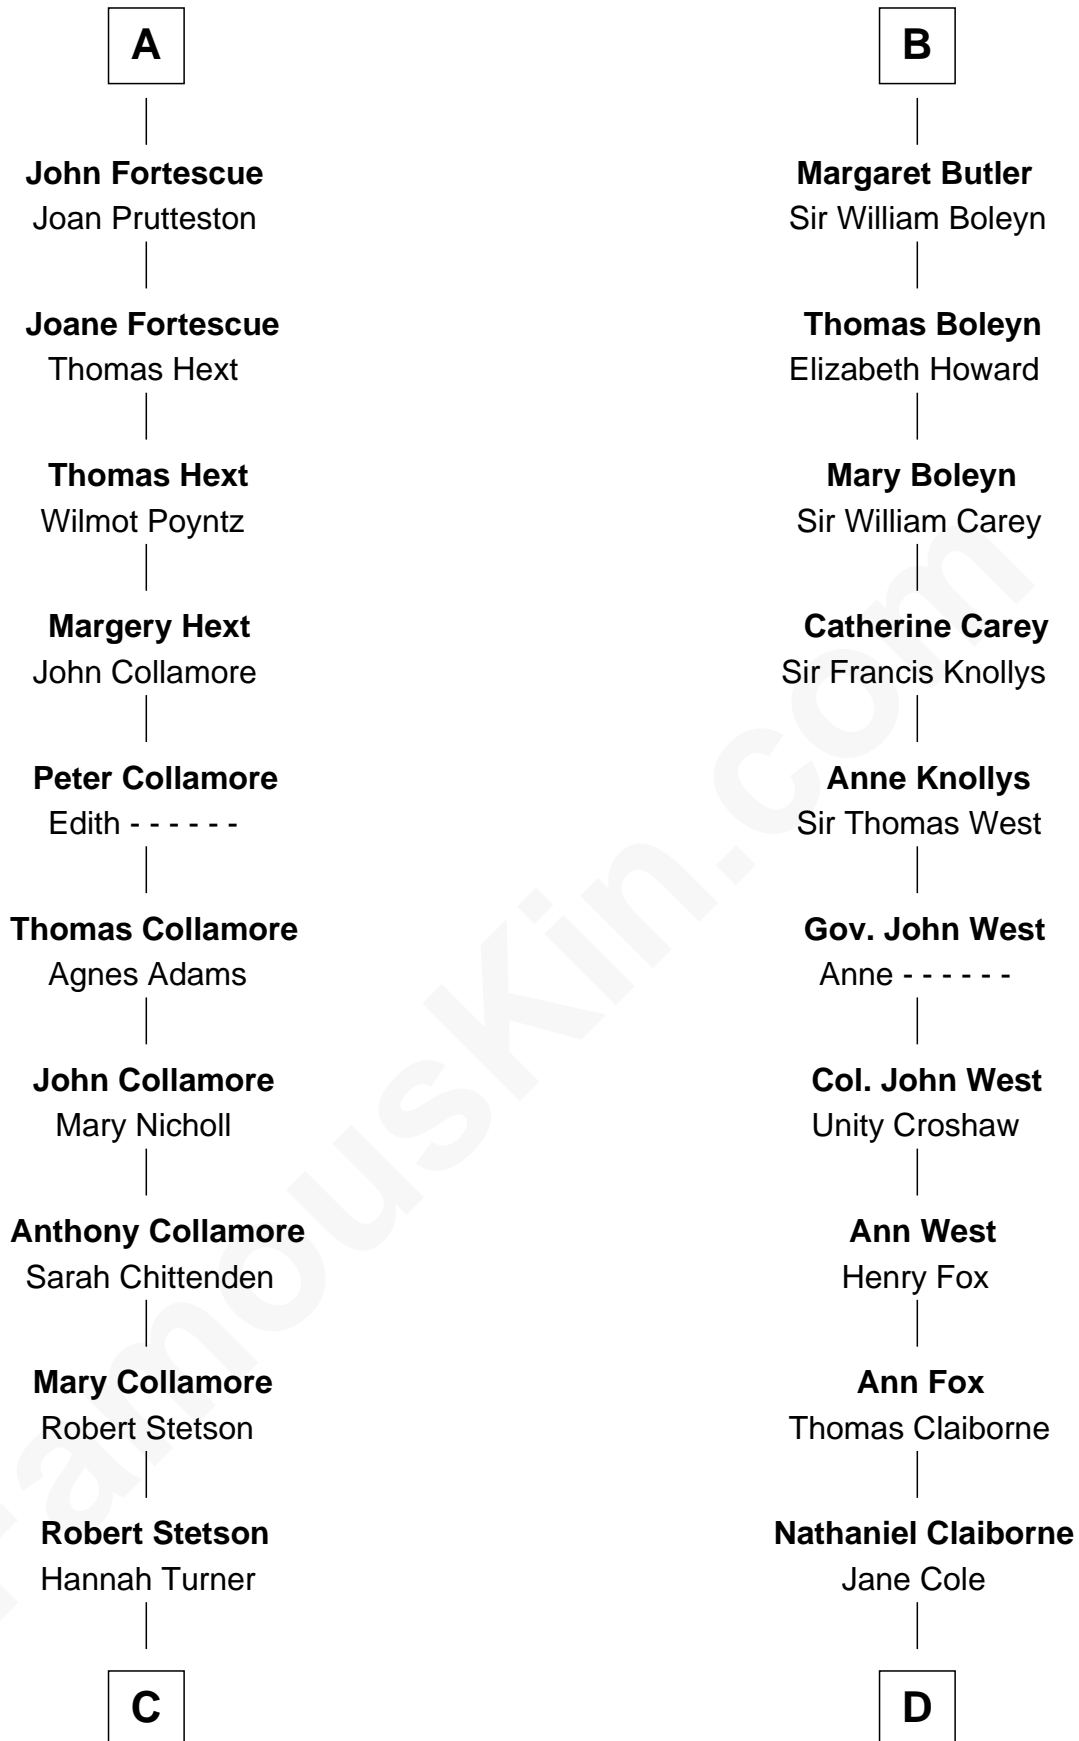 A
John Fortescue
Joan Prutteston
Joane Fortescue
Thomas Hext
Thomas Hext
Wilmot Poyntz
Margery Hext
John Collamore
Peter Collamore
Edith - - - - - -
Thomas Collamore
Agnes Adams
John Collamore
Mary Nicholl
Anthony Collamore
Sarah Chittenden
Mary Collamore
Robert Stetson
Robert Stetson
Hannah Turner
C
B
Margaret Butler
Sir William Boleyn
Thomas Boleyn
Elizabeth Howard
Mary Boleyn
Sir William Carey
Catherine Carey
Sir Francis Knollys
Anne Knollys
Sir Thomas West
Gov. John West
Anne - - - - - -
Col. John West
Unity Croshaw
Ann West
Henry Fox
Ann Fox
Thomas Claiborne
Nathaniel Claiborne
Jane Cole
D
FamousKin.com